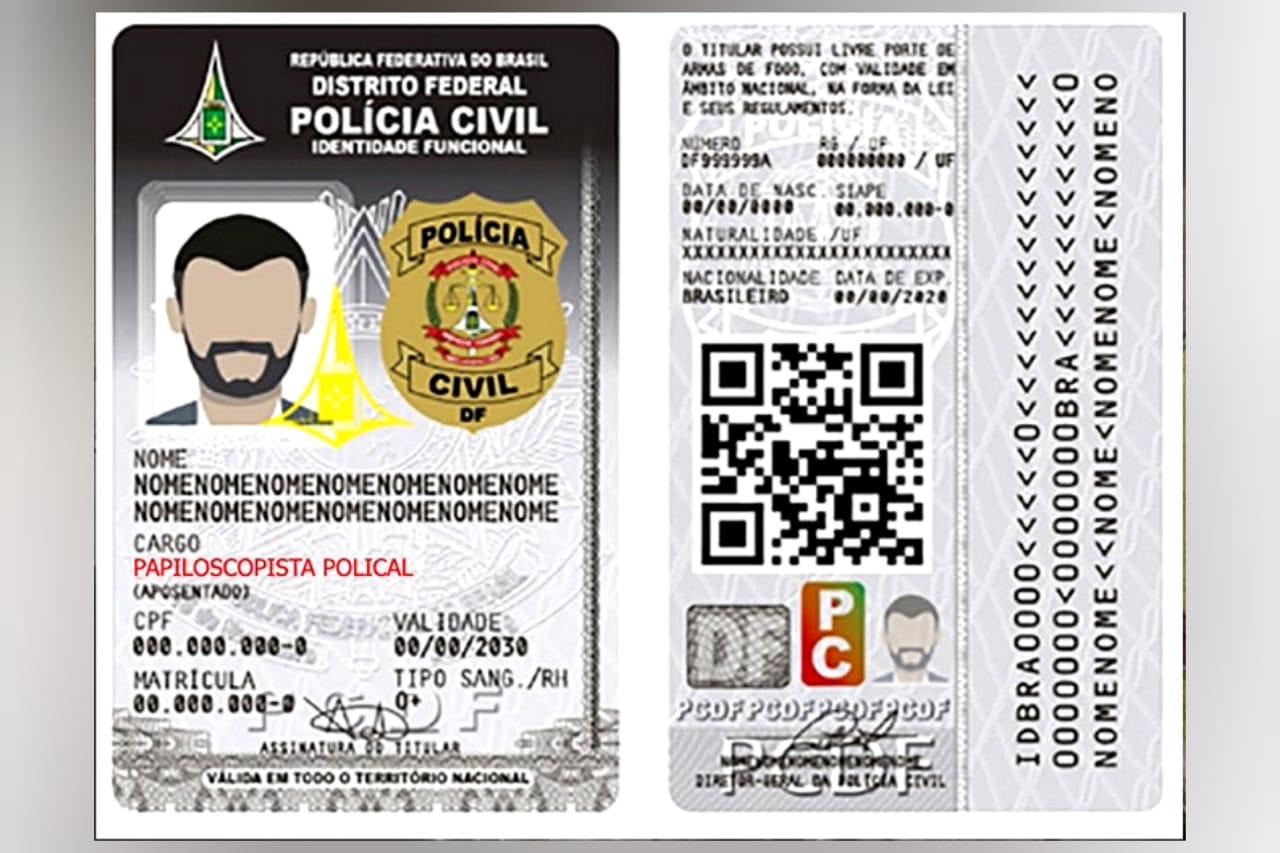 REPÚBLICA FEDERATIVA DO BRASIL
DISTRITO FEDERAL
POLÍCIA CIVIL
IDENTIDADE FUNCIONAL
POLÍCIA
CIVIL
DF
NOME
NOMENOMENOMENOMENOMENOMENOME
NOMENOMENOMENOMENOMENOMENOME
CARGO
PAPILOSCOPISTA POLICAL
(APOSENTADO)
CPF VALIDADE
000.000.000-0 00/00/2030
MATRÍCULA TIPO SANG./RH
00.000.000-0 O+
PCDF
ASSINATURA DO TITULAR
VÁLIDA EM TODO O TERRITÓRIO NACIONAL
O TITULAR POSSUI LIVRE PORTE DE
ARMAS DE FOGO, COM VALIDADE EM
ÂMBITO NACIONAL, NA FORMA DA LEI
E SEUS REGULAMENTOS.
POLÍCIA
NÚMERO RG / UF
DF999999A 000000000 / UF
DATA DE NASC. SIAPE
00/00/0000 00.000.000-0
NATURALIDADE /UF
XXXXXXXXXXXXXXXXXXXXXXXXXX
NACIONALIDADE DATA DE EXP.
BRASILEIRO 00/00/2020
DF
PC
PCDFPCDFPCDFPCDF
PCDF
NOMENOMENOMENOMENOMENOME
DIRETOR-GERAL DA POLÍCIA CIVIL
IDBRA0000<<<<<<0<<<<<<<<<<<<<<
0000000<0000000BRA<<<<<<<<<<<0
NOMENOME<<NOME<NOMENOME<NOMENO